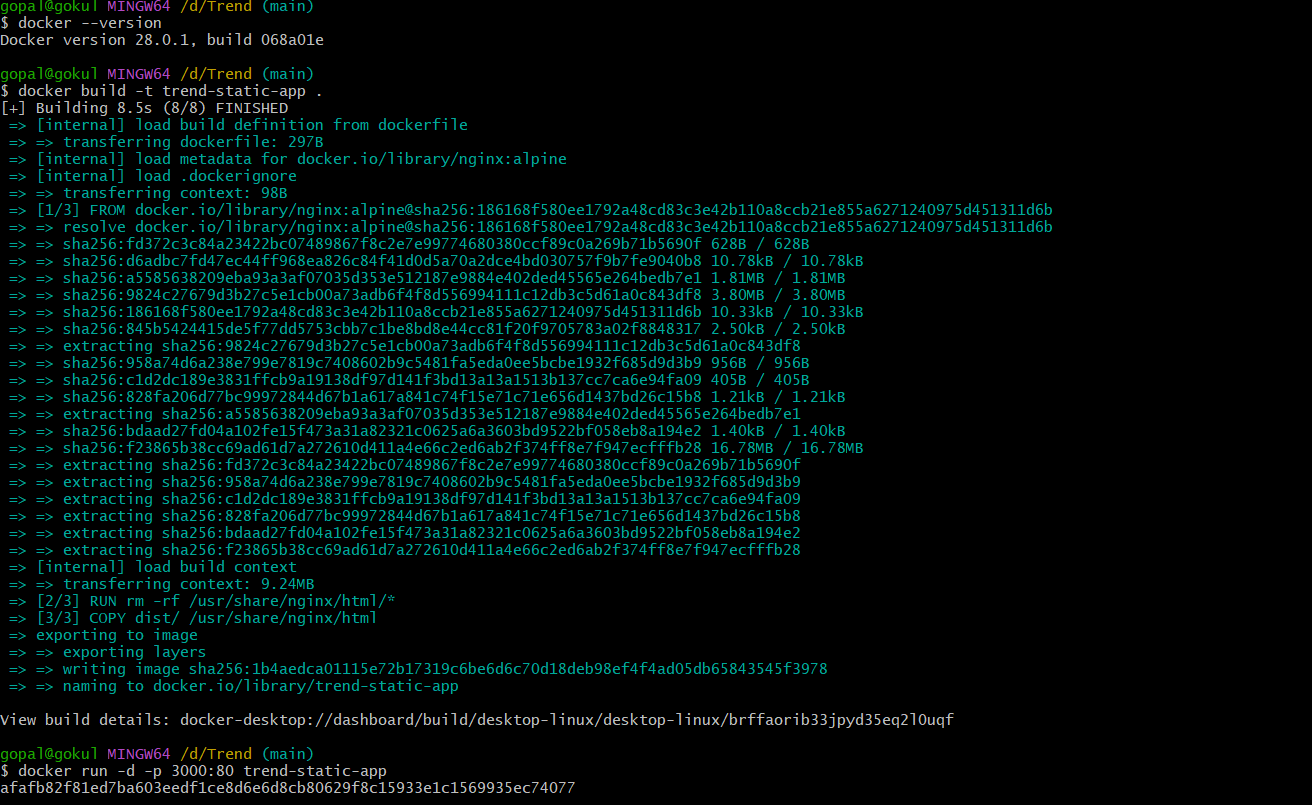 gopal@gokul MINGW64 /d/Trend (main)
$ docker --version
Docker version 28.0.1, build 068a01e
gopal@gokul MINGW64 /d/Trend (main)
$ docker build -t trend-static-app .
[+] Building 8.5s (8/8) FINISHED
=> [internal] load build definition from dockerfile
=> => transferring dockerfile: 297B
=> [internal] load metadata for docker.io/library/nginx:alpine
=> [internal] load .dockerignore
=> => transferring context: 98B
=> [1/3] FROM docker.io/library/nginx:alpine@sha256:186168f580ee1792a48cd83c3e42b110a8ccb21e855a6271240975d451311d6b
=> => resolve docker.io/library/nginx:alpine@sha256:186168f580ee1792a48cd83c3e42b110a8ccb21e855a6271240975d451311d6b
=> => sha256:fd372c3c84a23422bc07489867f8c2e7e99774680380ccf89c0a269b71b5690f 628B / 628B
=> => sha256:d6adbc7fd47ec44ff968ea826c84f41d0d5a70a2dce4bd030757f9b7fe9040b8 10.78kB / 10.78kB
=> => sha256:a5585638209eba93a3af07035d353e512187e9884e402ded45565e264bedb7e1 1.81MB / 1.81MB
=> => sha256:9824c27679d3b27c5e1cb00a73adb6f4f8d556994111c12db3c5d61a0c843df8 3.80MB / 3.80MB
=> => sha256:186168f580ee1792a48cd83c3e42b110a8ccb21e855a6271240975d451311d6b 10.33kB / 10.33kB
=> => sha256:845b5424415de5f77dd5753cbb7c1be8bd8e44cc81f20f9705783a02f8848317 2.50kB / 2.50kB
=> => extracting sha256:9824c27679d3b27c5e1cb00a73adb6f4f8d556994111c12db3c5d61a0c843df8
=> => sha256:958a74d6a238e799e7819c7408602b9c5481fa5eda0ee5bcbe1932f685d9d3b9 956B / 956B
=> => sha256:c1d2dc189e3831ffcb9a19138df97d141f3bd13a13a1513b137cc7ca6e94fa09 405B / 405B
=> => sha256:828fa206d77bc99972844d67b1a617a841c74f15e71c71e656d1437bd26c15b8 1.21kB / 1.21kB
=> => extracting sha256:a5585638209eba93a3af07035d353e512187e9884e402ded45565e264bedb7e1
=> => sha256:bdaad27fd04a102fe15f473a31a82321c0625a6a3603bd9522bf058eb8a194e2 1.40kB / 1.40kB
=> => sha256:f23865b38cc69ad61d7a272610d411a4e66c2ed6ab2f374ff8e7f947ecfffb28 16.78MB / 16.78MB
=> => extracting sha256:fd372c3c84a23422bc07489867f8c2e7e99774680380ccf89c0a269b71b5690f
=> => extracting sha256:958a74d6a238e799e7819c7408602b9c5481fa5eda0ee5bcbe1932f685d9d3b9
=> => extracting sha256:c1d2dc189e3831ffcb9a19138df97d141f3bd13a13a1513b137cc7ca6e94fa09
=> => extracting sha256:828fa206d77bc99972844d67b1a617a841c74f15e71c71e656d1437bd26c15b8
=> => extracting sha256:bdaad27fd04a102fe15f473a31a82321c0625a6a3603bd9522bf058eb8a194e2
=> => extracting sha256:f23865b38cc69ad61d7a272610d411a4e66c2ed6ab2f374ff8e7f947ecfffb28
=> [internal] load build context
=> => transferring context: 9.24MB
=> [2/3] RUN rm -rf /usr/share/nginx/html/*
=> [3/3] COPY dist/ /usr/share/nginx/html
=> exporting to image
=> => exporting layers
=> => writing image sha256:1b4aedca01115e72b17319c6be6d6c70d18deb98ef4f4ad05db65843545f3978
=> => naming to docker.io/library/trend-static-app
View build details: docker-desktop://dashboard/build/desktop-linux/desktop-linux/brffaorib33jpyd35eq2l0uqf
gopal@gokul MINGW64 /d/Trend (main)
$ docker run -d -p 3000:80 trend-static-app
afafb82f81ed7ba603eedf1ce8d6e6d8cb80629f8c15933e1c1569935ec74077